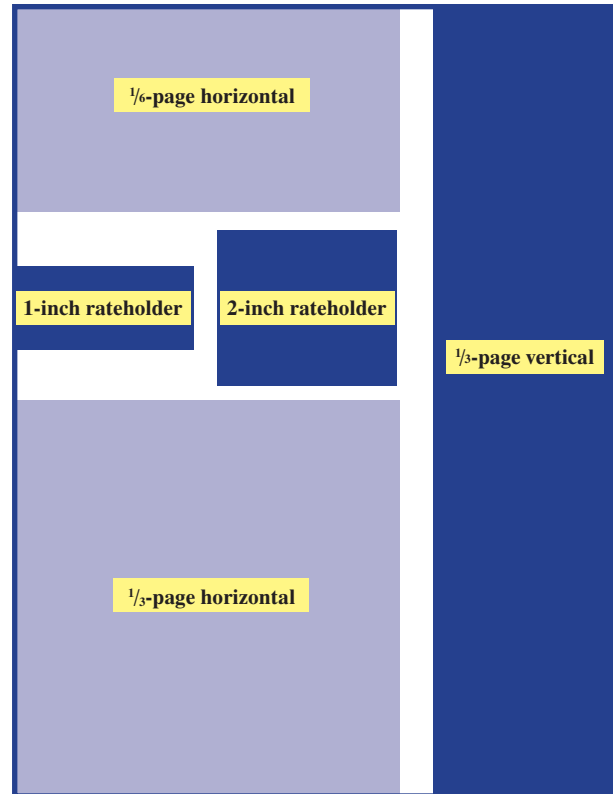 1/6-page horizontal
1-inch rateholder
2-inch rateholder
1/3-page vertical
1/3-page horizontal